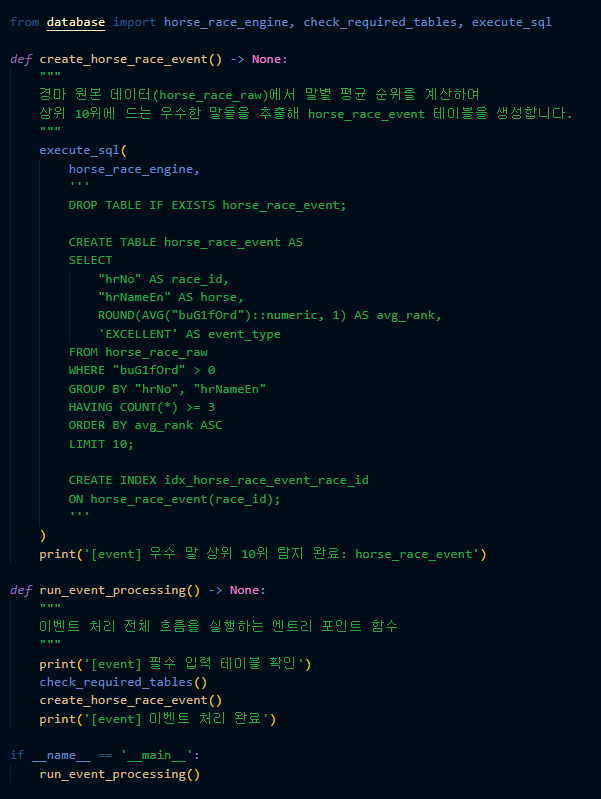 from database import horse_race_engine, check_required_tables, execute_sql
def create_horse_race_event() -> None:
"""
경마 원본 데이터(horse_race_raw)에서 말별 평균 순위를 계산하며
상위 10위에 드는 우수한 말들을 추출해 horse_race_event 테이블을 생성합니다.
"""
execute_sql(
horse_race_engine,
'''
DROP TABLE IF EXISTS horse_race_event;
CREATE TABLE horse_race_event AS
SELECT
"hrNo" AS race_id,
"hrNameEn" AS horse,
ROUND(AVG("buG1fOrd")::numeric, 1) AS avg_rank,
'EXCELLENT' AS event_type
FROM horse_race_raw
WHERE "buG1fOrd" > 0
GROUP BY "hrNo", "hrNameEn"
HAVING COUNT(*) >= 3
ORDER BY avg_rank ASC
LIMIT 10;
CREATE INDEX idx_horse_race_event_race_id
ON horse_race_event(race_id);
'''
)
print('[event] 우수 말 상위 10위 탐지 완료: horse_race_event')
def run_event_processing() -> None:
"""
이벤트 처리 전체 흐름을 실행하는 엔트리 포인트 함수
"""
print('[event] 필수 입력 테이블 확인')
check_required_tables()
create_horse_race_event()
print('[event] 이벤트 처리 완료')
if __name__ == '__main__':
run_event_processing()